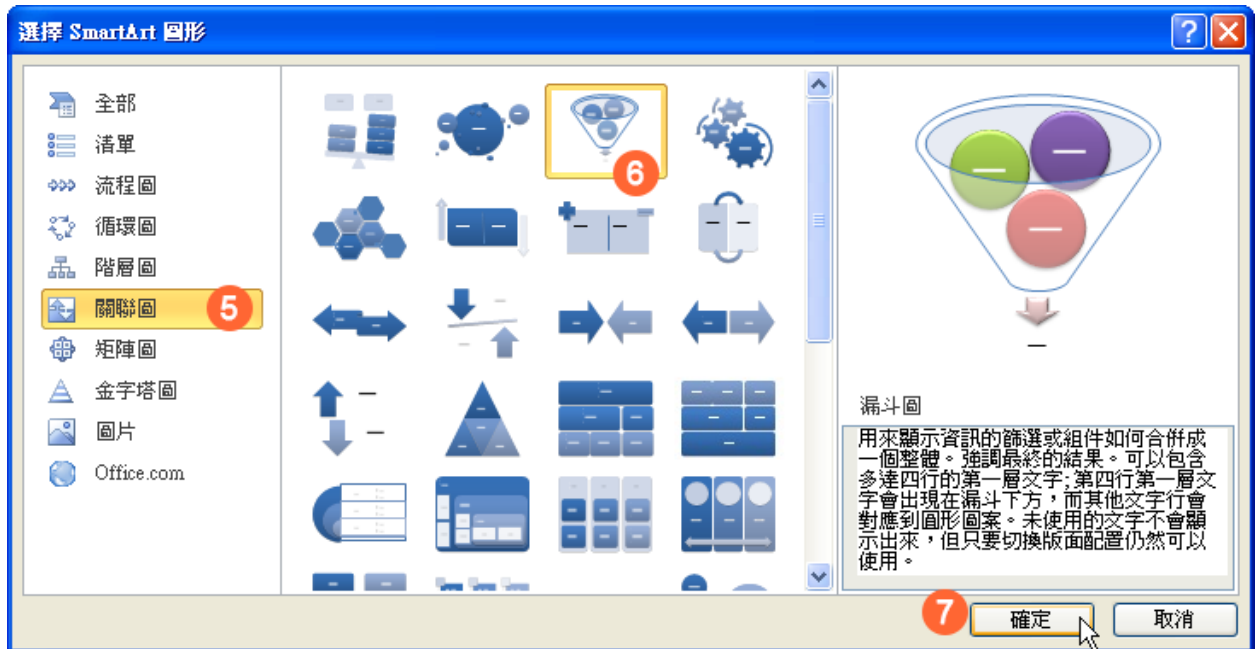 選擇 SmartArt 圖形
全部
清單
流程圖
循環圖
階層圖
關聯圖
5
矩陣圖
金字塔圖
圖片
Office.com
6
漏斗圖
用來顯示資訊的篩選或組件如何合併成
一個整體。強調最終的結果。可以包含
多達四行的第一層文字;第四行第一層文
字會出現在漏斗下方，而其他文字行會
對應到圓形圖案。未使用的文字不會顯
示出來，但只要切換版面配置仍然可以
使用。
7
確定
取消